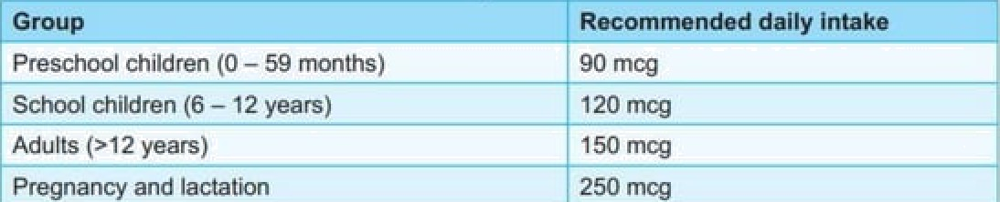 Group Recommended daily intake
Preschool children (0 – 59 months) 90 mcg
School children (6 – 12 years) 120 mcg
Adults (>12 years) 150 mcg
Pregnancy and lactation 250 mcg